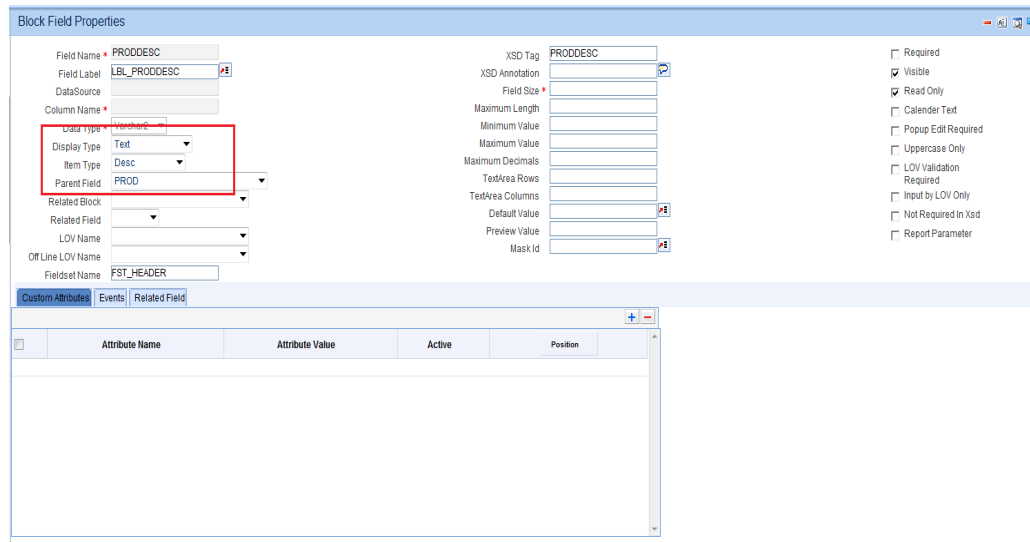 Block Field Properties
Field Name * PRODDESC
Field Label LBL_PRODDESC
DataSource
Column Name *
Data Type * Varchar2
Display Type Text
Item Type Desc
Parent Field PROD
Related Block
Related Field
LOV Name
Off Line LOV Name
Fieldset Name FST_HEADER
XSD Tag PRODDESC
XSD Annotation
Field Size *
Maximum Length
Minimum Value
Maximum Value
Maximum Decimals
TextArea Rows
TextArea Columns
Default Value
Preview Value
Mask Id
Required
Visible
Read Only
Calender Text
Popup Edit Required
Uppercase Only
LOV Validation
Required
Input by LOV Only
Not Required In Xsd
Report Parameter
Custom Attributes Events Related Field
Attribute Name Attribute Value Active Position